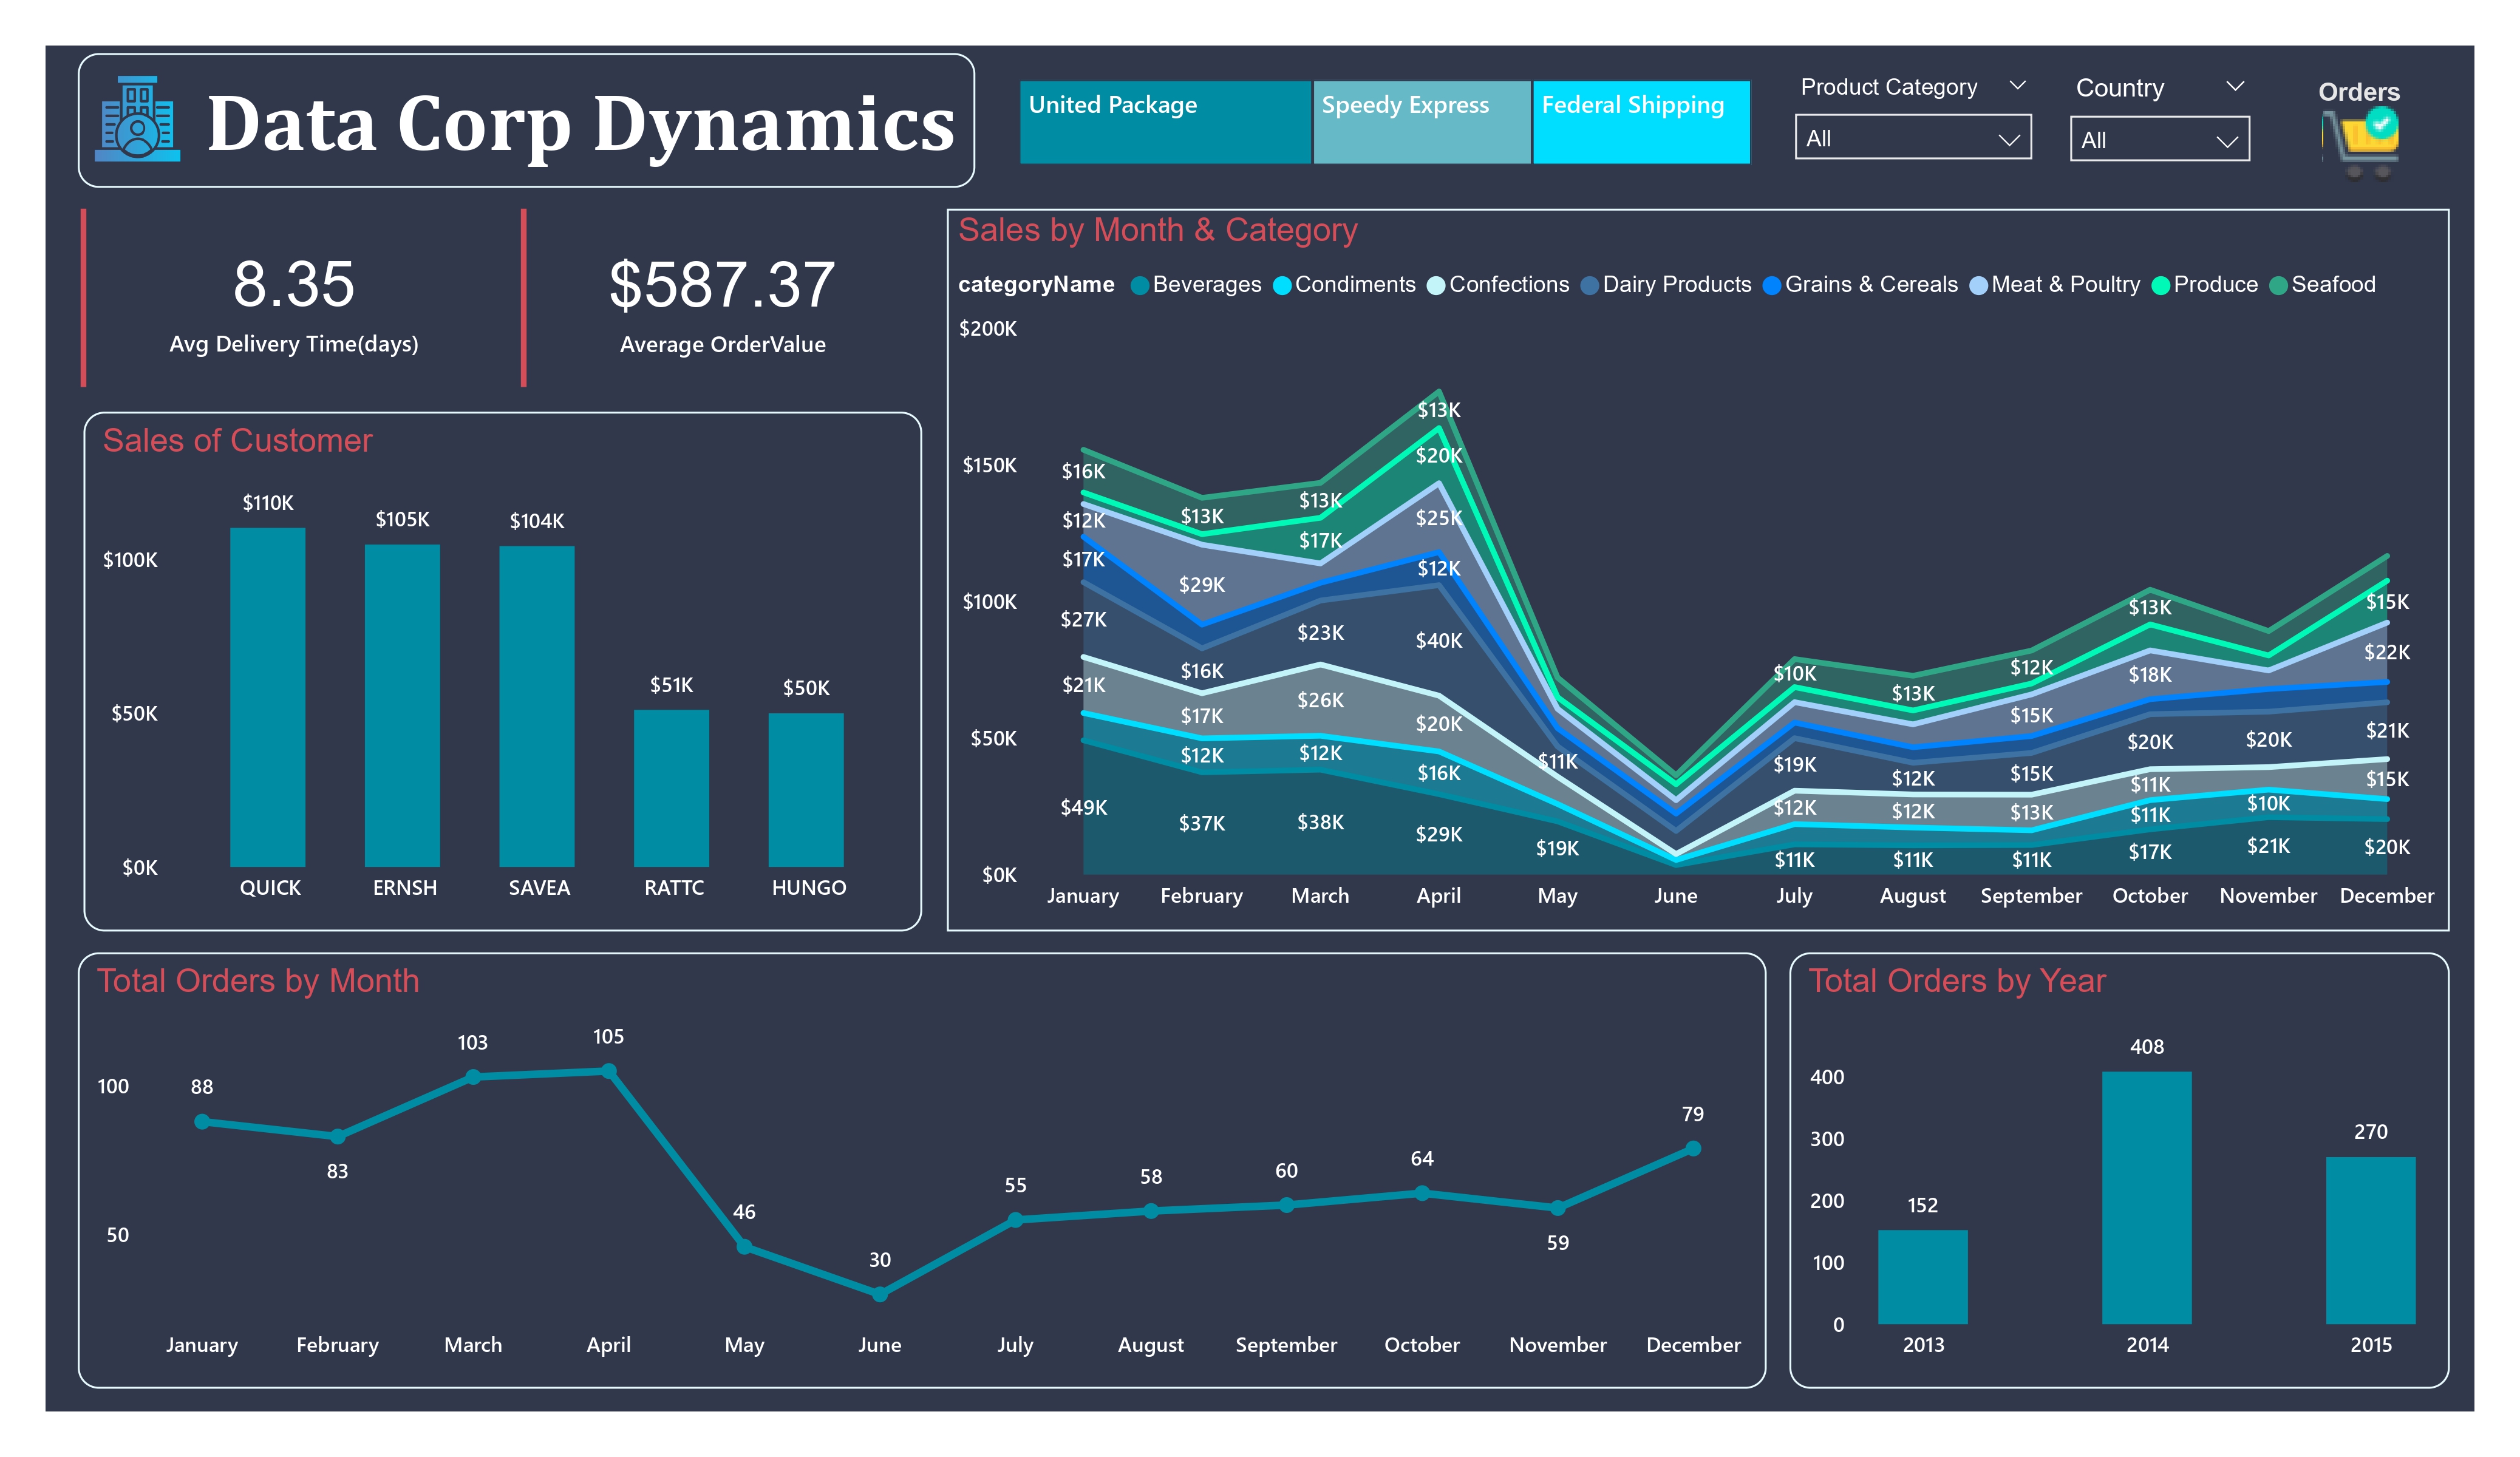 Data Corp Dynamics
United Package
Speedy Express
Federal Shipping
Product Category
All
Country
All
Orders
8.35
Avg Delivery Time(days)
$587.37
Average OrderValue
Sales of Customer
$110K
$105K
$104K
$51K
$50K
$100K
$50K
$0K
QUICK ERNSH SAVEA RATTC HUNGO
Sales by Month & Category
categoryName Beverages Condiments Confections Dairy Products Grains & Cereals Meat & Poultry Produce Seafood
$200K
$150K
$100K
$50K
$0K
$16K
$12K
$17K
$27K
$21K
$49K
$13K
$29K
$16K
$17K
$12K
$37K
$13K
$17K
$23K
$26K
$12K
$38K
$13K
$20K
$25K
$12K
$40K
$20K
$16K
$29K
$11K
$19K
$10K
$19K
$12K
$11K
$13K
$12K
$12K
$11K
$12K
$15K
$15K
$13K
$11K
$13K
$18K
$20K
$11K
$11K
$17K
$20K
$10K
$21K
$15K
$22K
$21K
$15K
$20K
January February March April May June July August September October November December
Total Orders by Month
100
50
88
83
103
105
46
30
55
58
60
64
59
79
January February March April May June July August September October November December
Total Orders by Year
400
300
200
100
0
152
408
270
2013 2014 2015